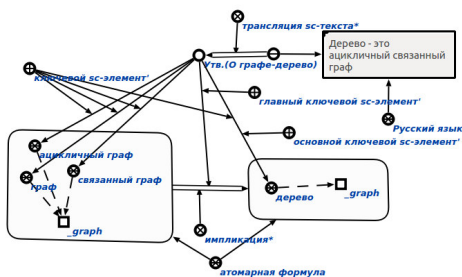 трансляция sc-текста*
Дерево - это
ацикличный связанный
граф
Утв.(О графе-дерево)
ключевой sc-элемент'
главный ключевой sc-элемент'
Русский язык
основной ключевой sc-элемент'
ацикличный граф
связанный граф
граф
дерево
_graph
_graph
импликация*
атомарная формула